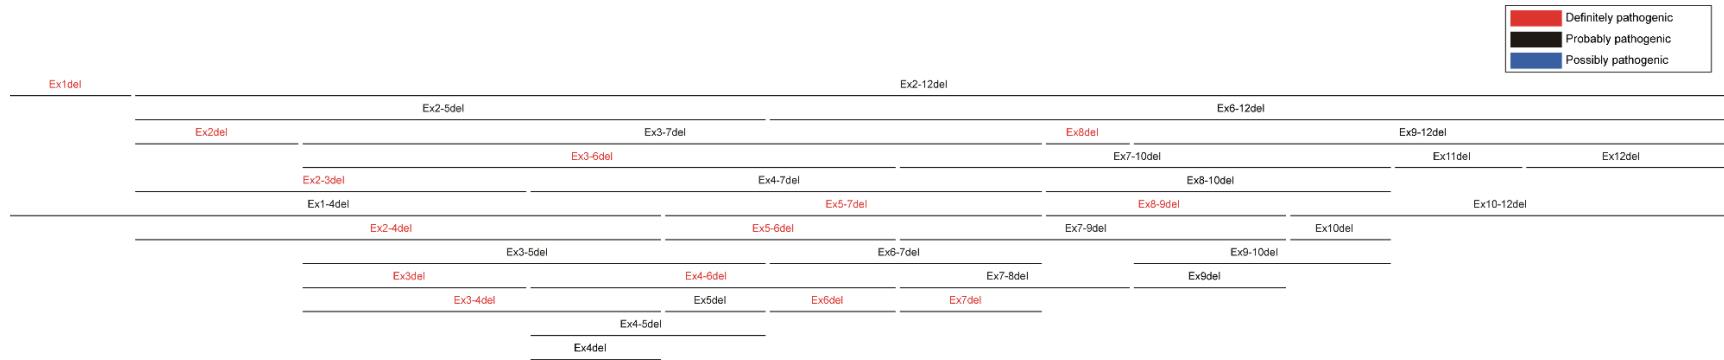 Definitely pathogenic
Probably pathogenic
Possibly pathogenic
Ex1del Ex2-12del
Ex2-5del Ex6-12del
Ex2del Ex3-7del Ex8del Ex9-12del
Ex3-6del Ex7-10del Ex11del Ex12del
Ex2-3del Ex4-7del Ex8-10del
Ex1-4del Ex5-7del Ex8-9del Ex10-12del
Ex2-4del Ex5-6del Ex7-9del Ex10del
Ex3-5del Ex6-7del Ex9-10del
Ex3del Ex4-6del Ex7-8del Ex9del
Ex3-4del Ex5del Ex6del Ex7del
Ex4-5del
Ex4del